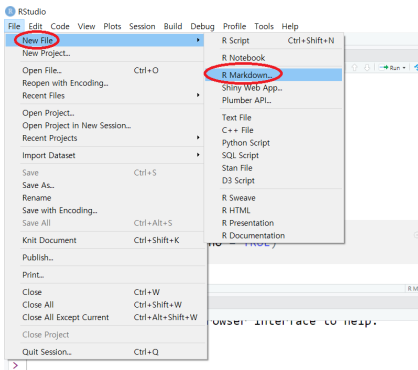 RStudio
File Edit Code View Plots Session Build Debug Profile Tools Help
New File
New Project...
Open File... Ctrl+O
Reopen with Encoding...
Recent Files
Open Project...
Open Project in New Session...
Recent Projects
Import Dataset
Save Ctrl+S
Save As...
Rename
Save with Encoding...
Save All Ctrl+Alt+S
Knit Document Ctrl+Shift+K
Publish...
Print...
Close Ctrl+W
Close All Ctrl+Shift+W
Close All Except Current Ctrl+Alt+Shift+W
Close Project
Quit Session... Ctrl+Q
R Script Ctrl+Shift+N
R Notebook
R Markdown...
Shiny Web App...
Plumber API...
Text File
C++ File
Python Script
SQL Script
Stan File
D3 Script
R Sweave
R HTML
R Presentation
R Documentation
Run
= TRUE)
R M
browser interface to help.
>